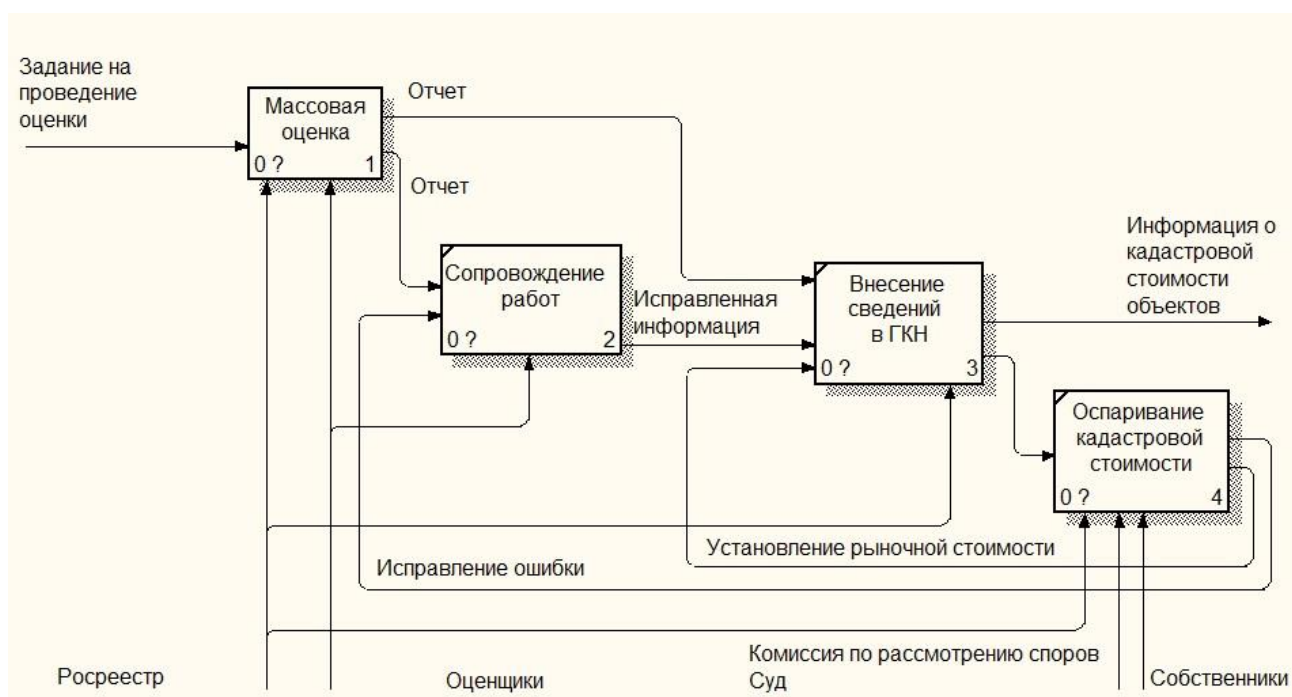 Задание на
проведение
оценки
Массовая
оценка
0 ?
1
Отчет
Отчет
Сопровождение
работ
0 ?
2
Исправленная
информация
Внесение
сведений
в ГКН
0 ?
3
Информация о
кадастровой
стоимости
объектов
Оспаривание
кадастровой
стоимости
0 ?
4
Установление рыночной стоимости
Исправление ошибки
Росреестр
Оценщики
Комиссия по рассмотрению споров
Суд
Собственники